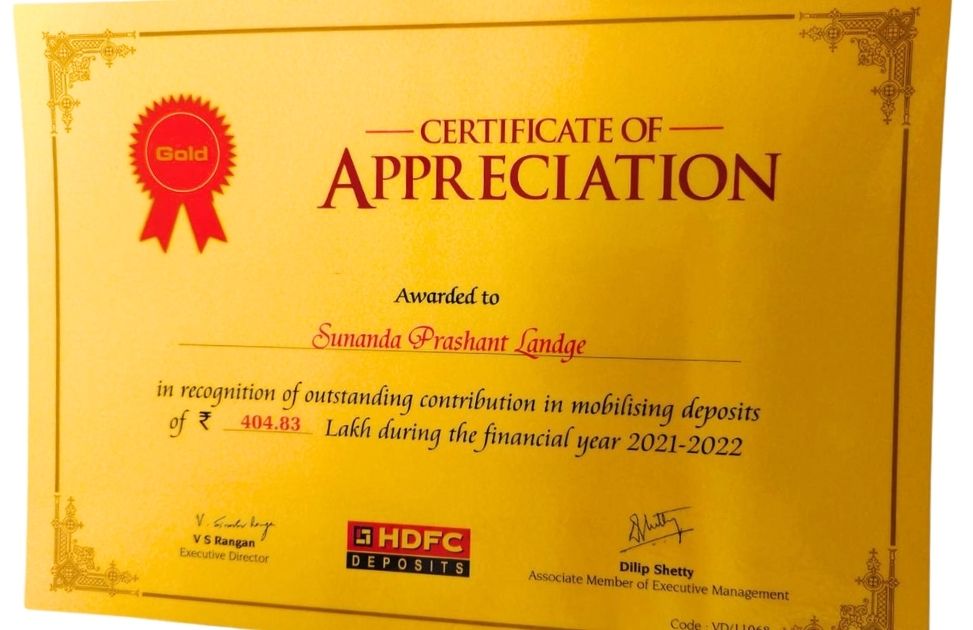 Gold
CERTIFICATE OF
APPRECIATION
Awarded to
Sunanda Prashant Landge
in recognition of outstanding contribution in mobilising deposits
of ₹ 404.83 Lakh during the financial year 2021-2022
V S Rangan
Executive Director
HDFC
DEPOSITS
Dilip Shetty
Associate Member of Executive Management
Code :